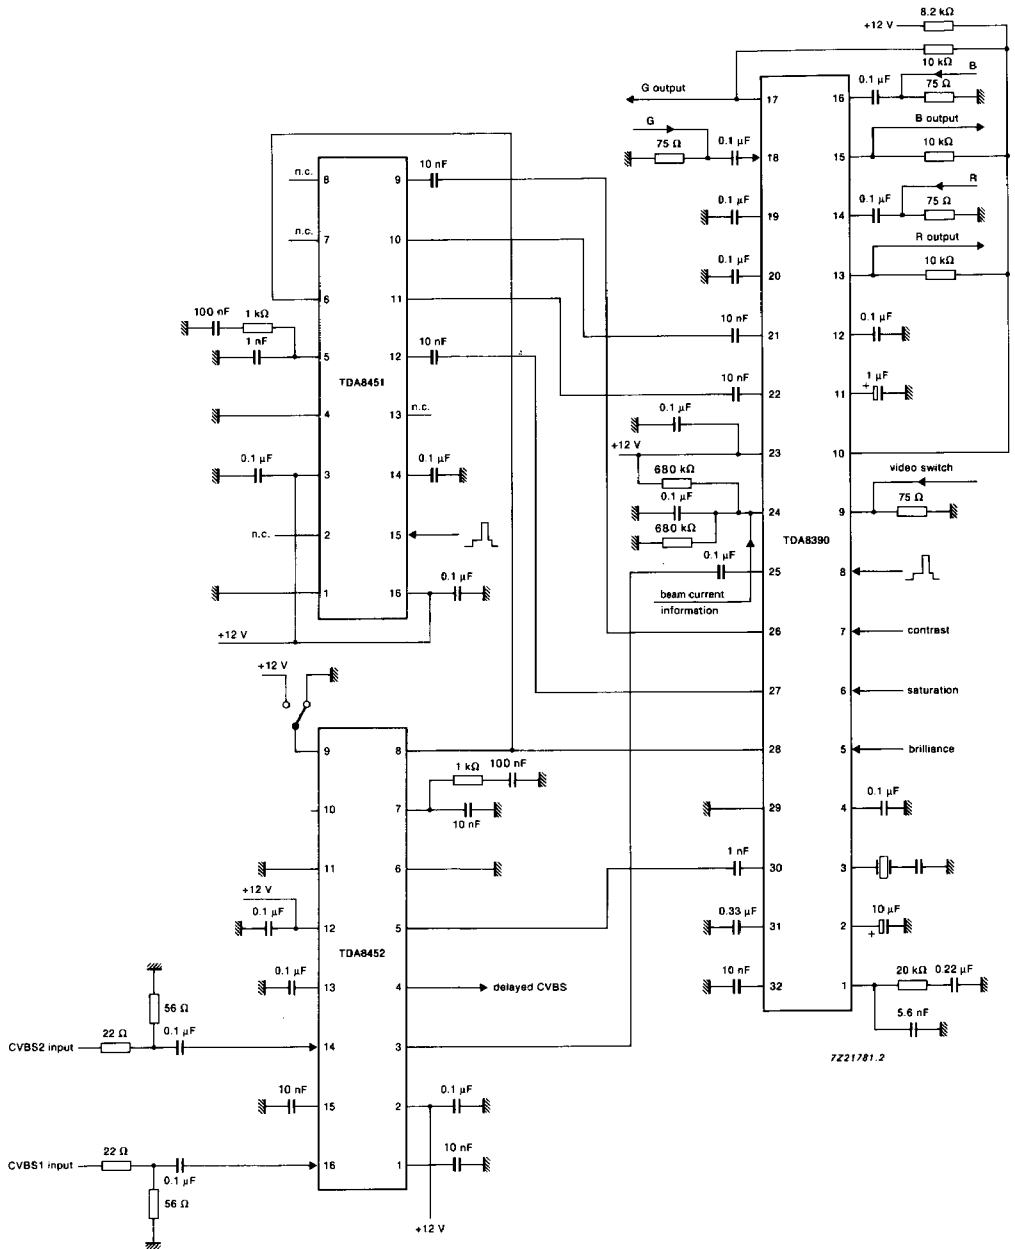 8.2 kΩ
+12 V
10 kΩ
B
0.1 µF
75 Ω
G output
17
16
B output
G
75 Ω
0.1 µF
18
15
10 kΩ
R
0.1 µF
75 Ω
0.1 µF
19
14
R output
10 kΩ
0.1 µF
20
13
n.c.
8
9
10 nF
n.c.
7
10
6
11
100 nF
1 kΩ
1 nF
5
12
10 nF
TDA8451
4
13
n.c.
0.1 µF
3
14
0.1 µF
n.c.
2
15
1
16
0.1 µF
+12 V
10 nF
21
12
0.1 µF
10 nF
22
11
+
1 µF
0.1 µF
+12 V
23
10
680 kΩ
video switch
0.1 µF
24
9
75 Ω
680 kΩ
TDA8390
0.1 µF
25
8
beam current
information
26
7
contrast
27
6
saturation
28
5
brilliance
29
4
0.1 µF
1 nF
30
3
0.33 µF
31
2
10 µF
+
10 nF
32
1
20 kΩ
0.22 µF
5.6 nF
7Z21781.2
+12 V
9
8
1 kΩ
100 nF
10
7
10 nF
11
6
+12 V
0.1 µF
12
5
TDA8452
0.1 µF
13
4
delayed CVBS
56 Ω
22 Ω
0.1 µF
CVBS2 input
14
3
10 nF
15
2
0.1 µF
22 Ω
CVBS1 input
16
1
10 nF
0.1 µF
56 Ω
+12 V